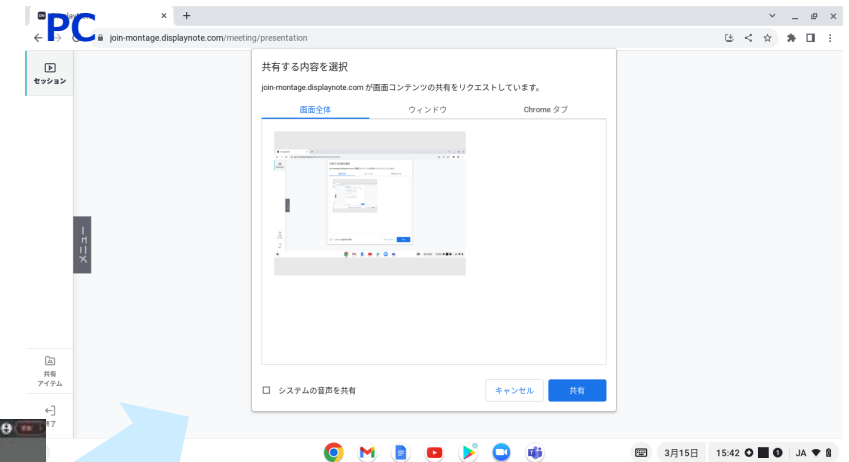 PC
join-montage.displaynote.com/meeting/presentation
セッション
共有する内容を選択
join-montage.displaynote.com が画面コンテンツの共有をリクエストしています。
画面全体 ウィンドウ Chrome タブ
メニュー
共有
アイテム
システムの音声を共有
キャンセル 共有
3月15日 15:42 JA